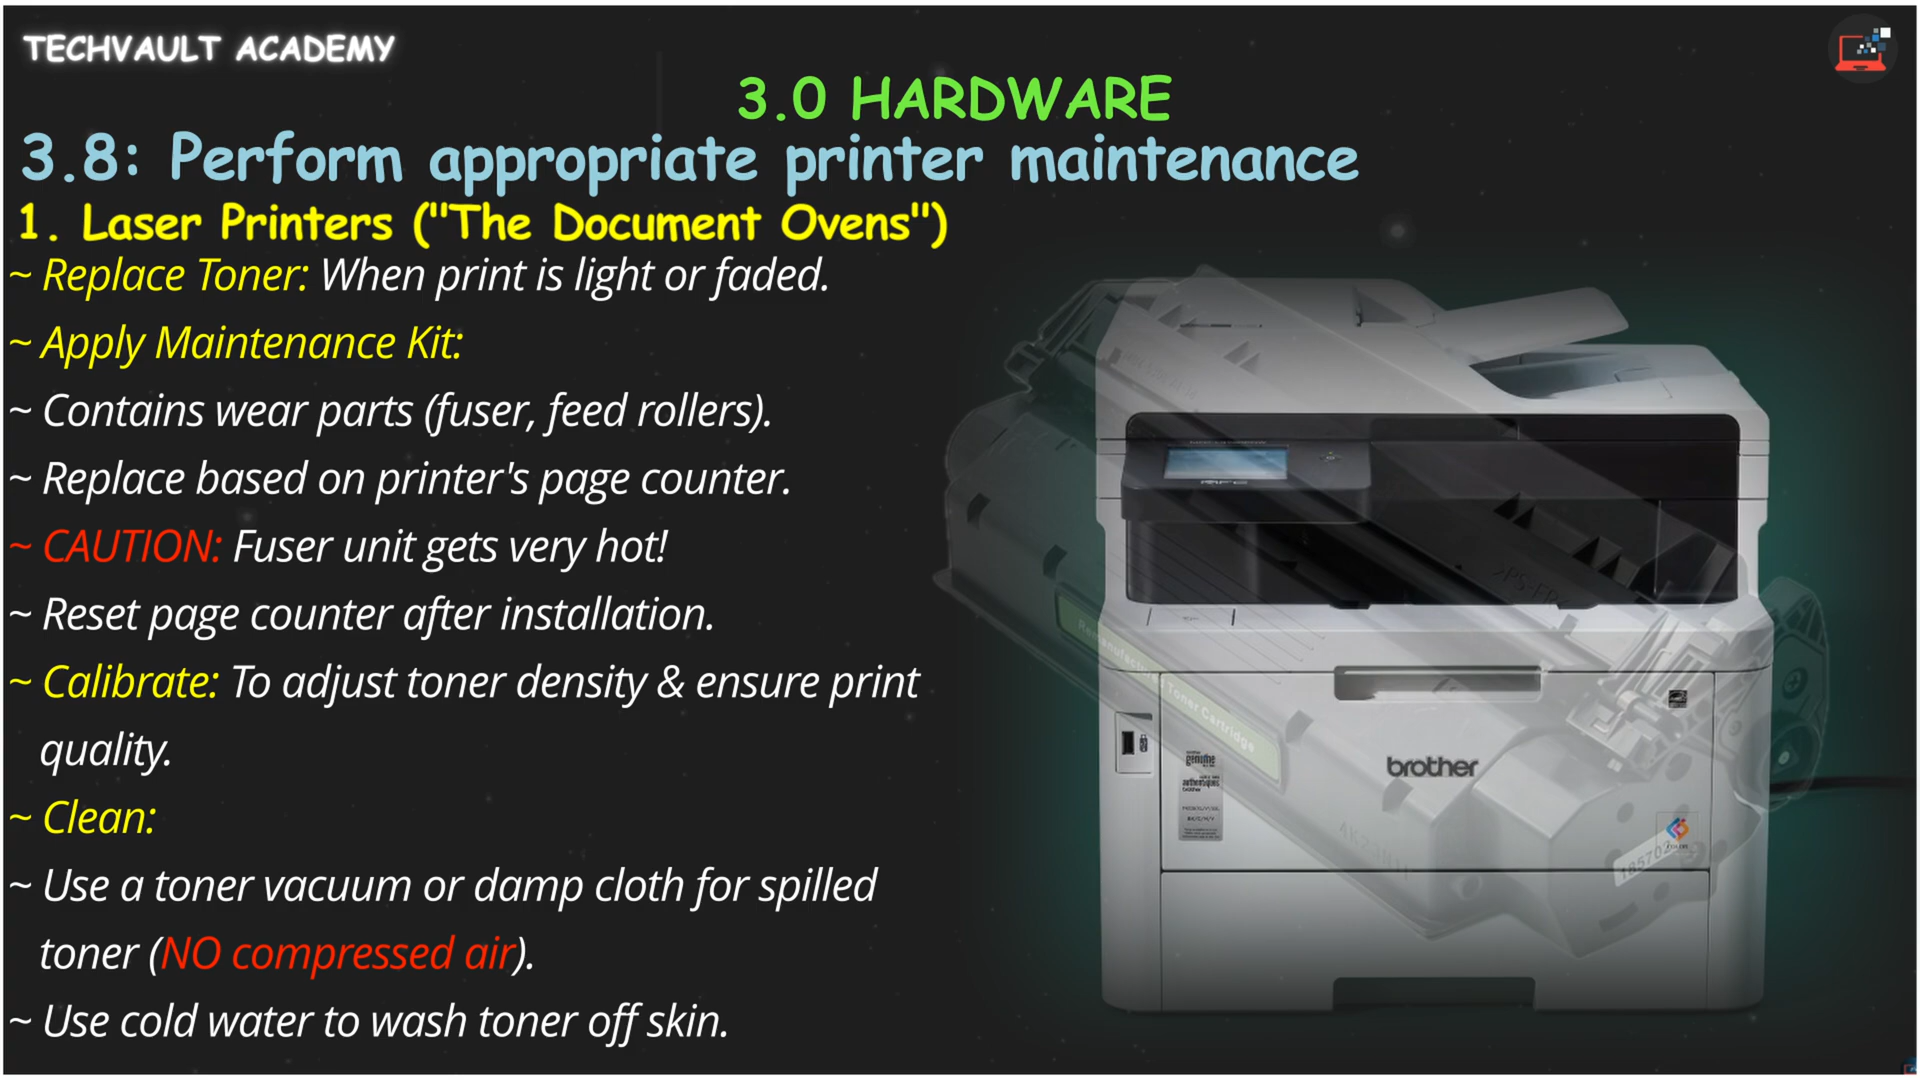 TECHVAULT ACADEMY
3.0 HARDWARE
3.8: Perform appropriate printer maintenance
1. Laser Printers ("The Document Ovens")
~ Replace Toner: When print is light or faded.
~ Apply Maintenance Kit:
~ Contains wear parts (fuser, feed rollers).
~ Replace based on printer's page counter.
~ CAUTION: Fuser unit gets very hot!
~ Reset page counter after installation.
~ Calibrate: To adjust toner density & ensure print
quality.
~ Clean:
~ Use a toner vacuum or damp cloth for spilled
toner (NO compressed air).
~ Use cold water to wash toner off skin.
Remanufactured Toner Cartridge
brother
genuine